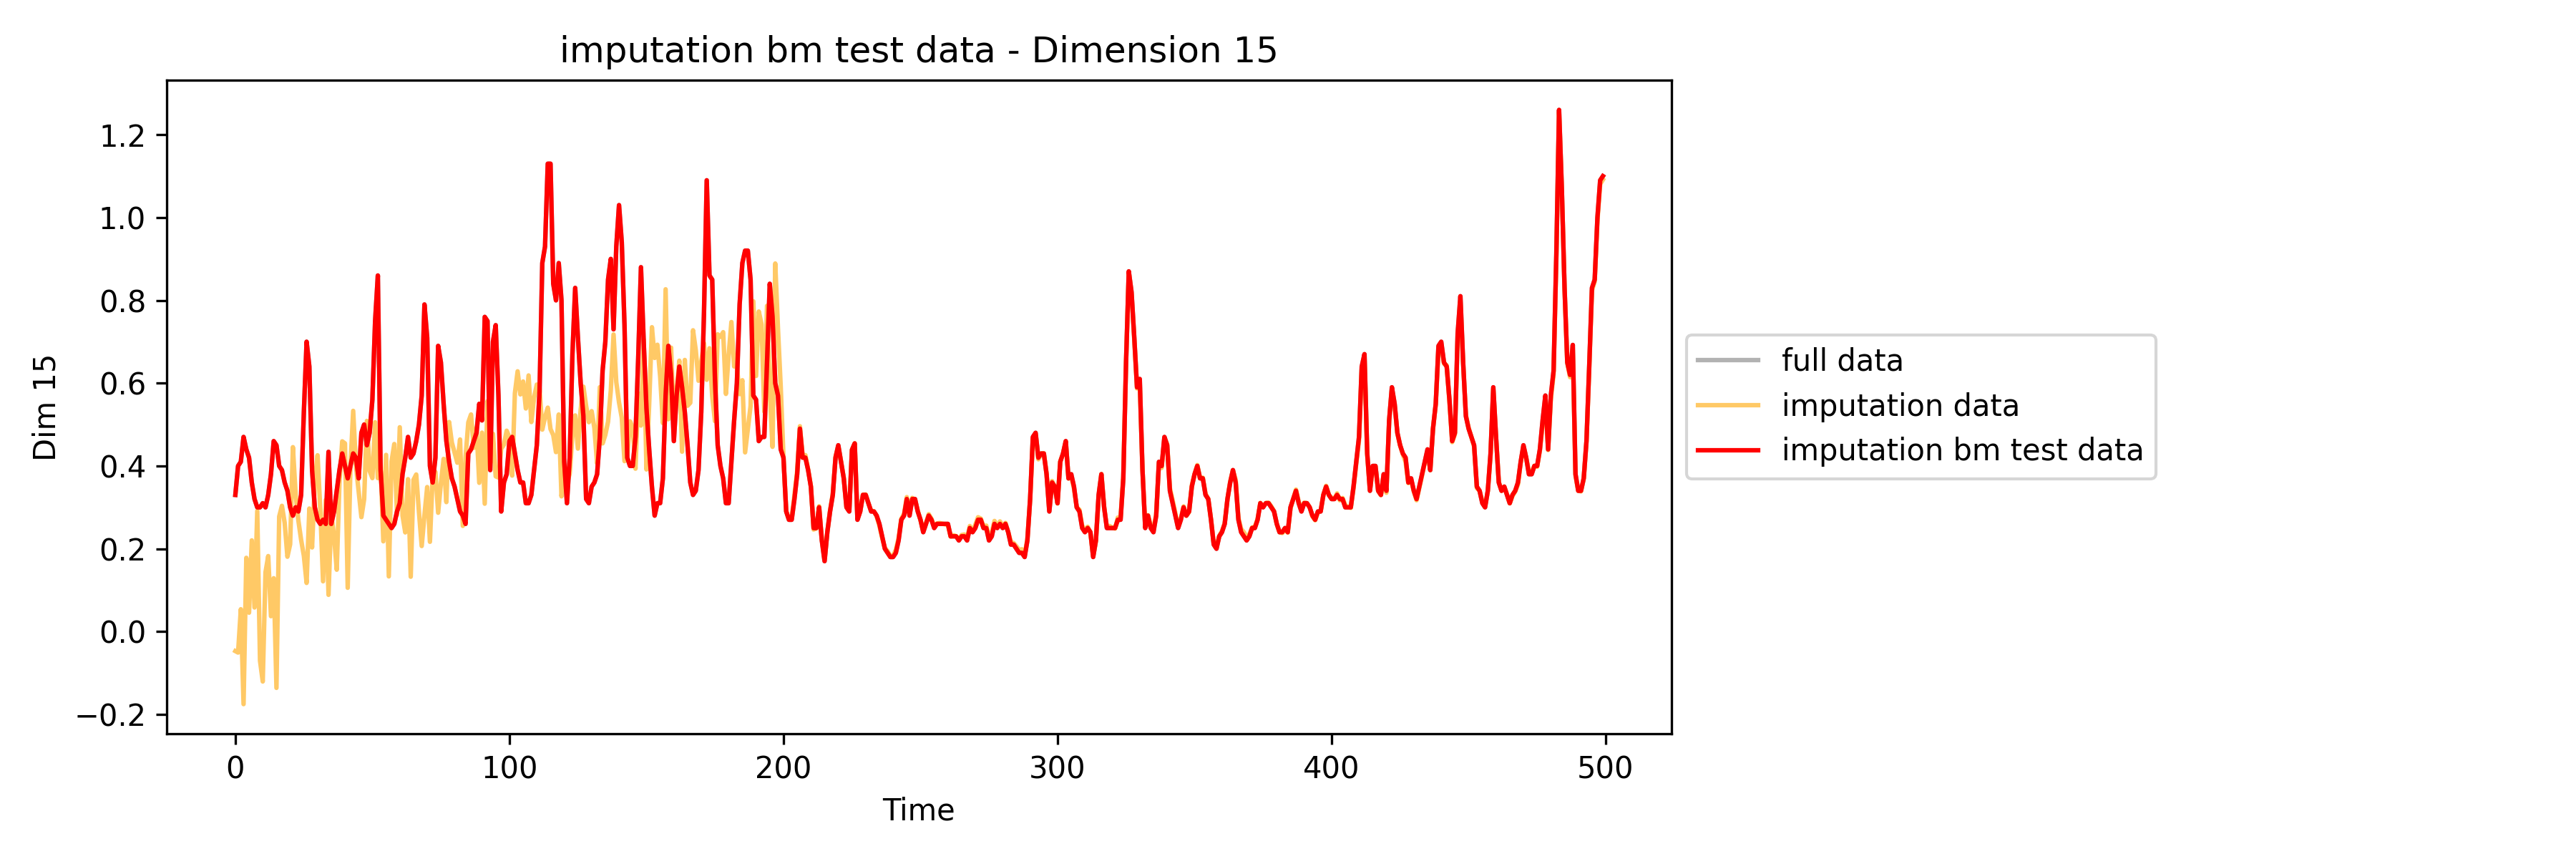 imputation bm test data - Dimension 15
1.2
1.0
0.8
0.6
0.4
0.2
0.0
−0.2
Dim 15
0 100 200 300 400 500
Time
full data
imputation data
imputation bm test data